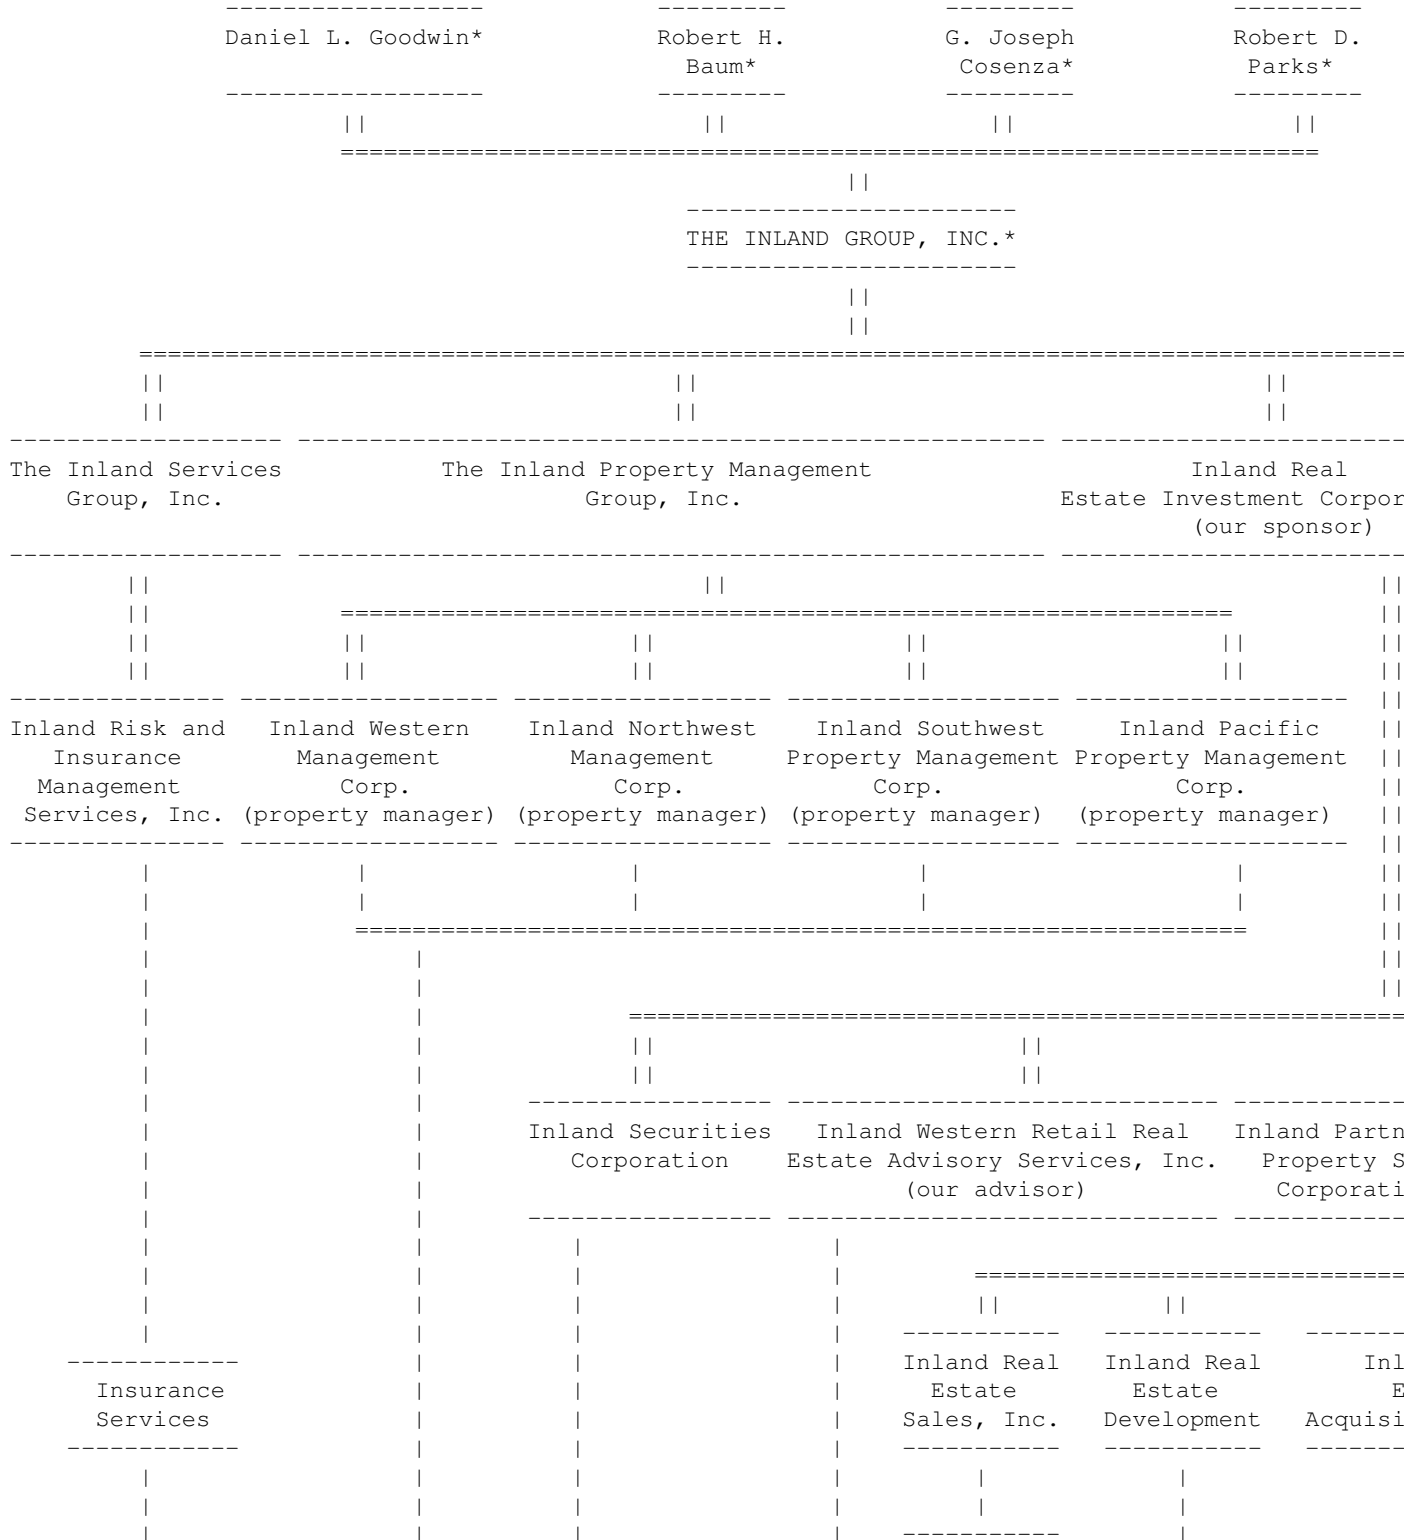 Daniel L. Goodwin* Robert H. G. Joseph Robert D.
Baum* Cosenza* Parks*
THE INLAND GROUP, INC.*
The Inland Services The Inland Property Management Inland Real
Group, Inc. Group, Inc. Estate Investment Corpor
(our sponsor)
Inland Risk and Inland Western Inland Northwest Inland Southwest Inland Pacific
Insurance Management Management Property Management Property Management
Management Corp. Corp. Corp. Corp.
Services, Inc. (property manager) (property manager) (property manager) (property manager)
Inland Securities Inland Western Retail Real Inland Partn
Corporation Estate Advisory Services, Inc. Property S
(our advisor) Corporati
Inland Real Inland Real Inl
Insurance Estate Estate E
Services Sales, Inc. Development Acquisi